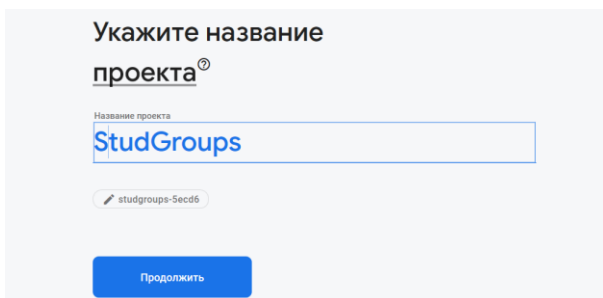 Укажите название
проекта?
Название проекта
StudGroups
studgroups-5ecd6
Продолжить